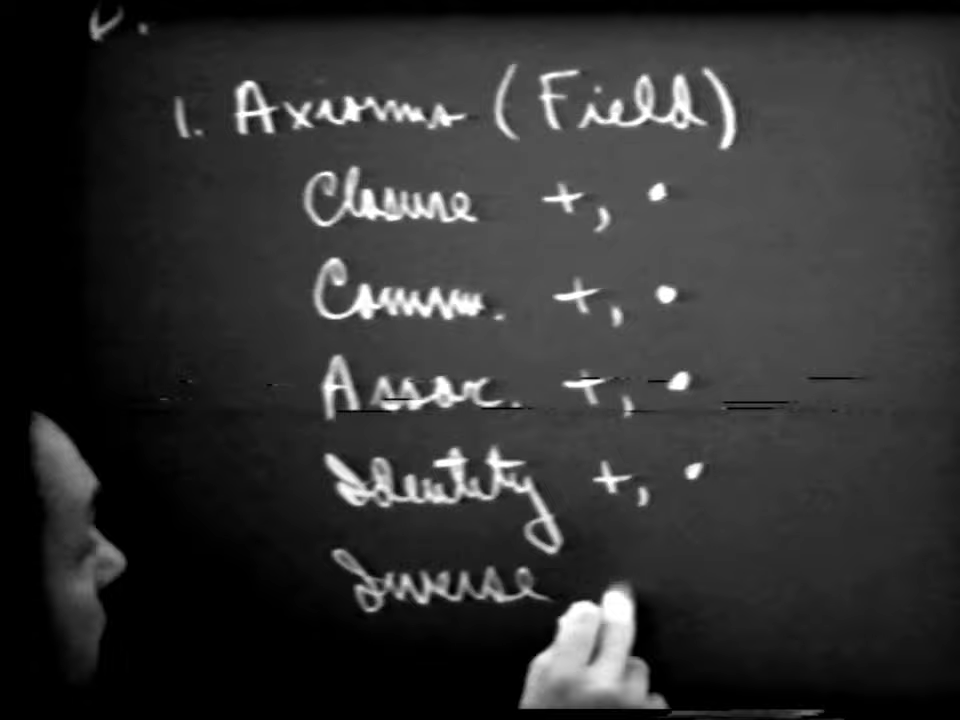 1. Axioms (Field)
Closure +, •
Comm. +, •
Assoc. +, •
Identity +, •
Inverse